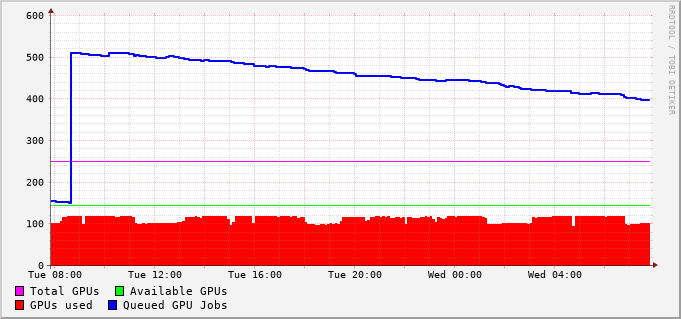 600
500
400
300
200
100
0
Tue 08:00 Tue 12:00 Tue 16:00 Tue 20:00 Wed 00:00 Wed 04:00
Total GPUs Available GPUs
GPUs used Queued GPU Jobs
RRDTOOL / TOBI OETIKER